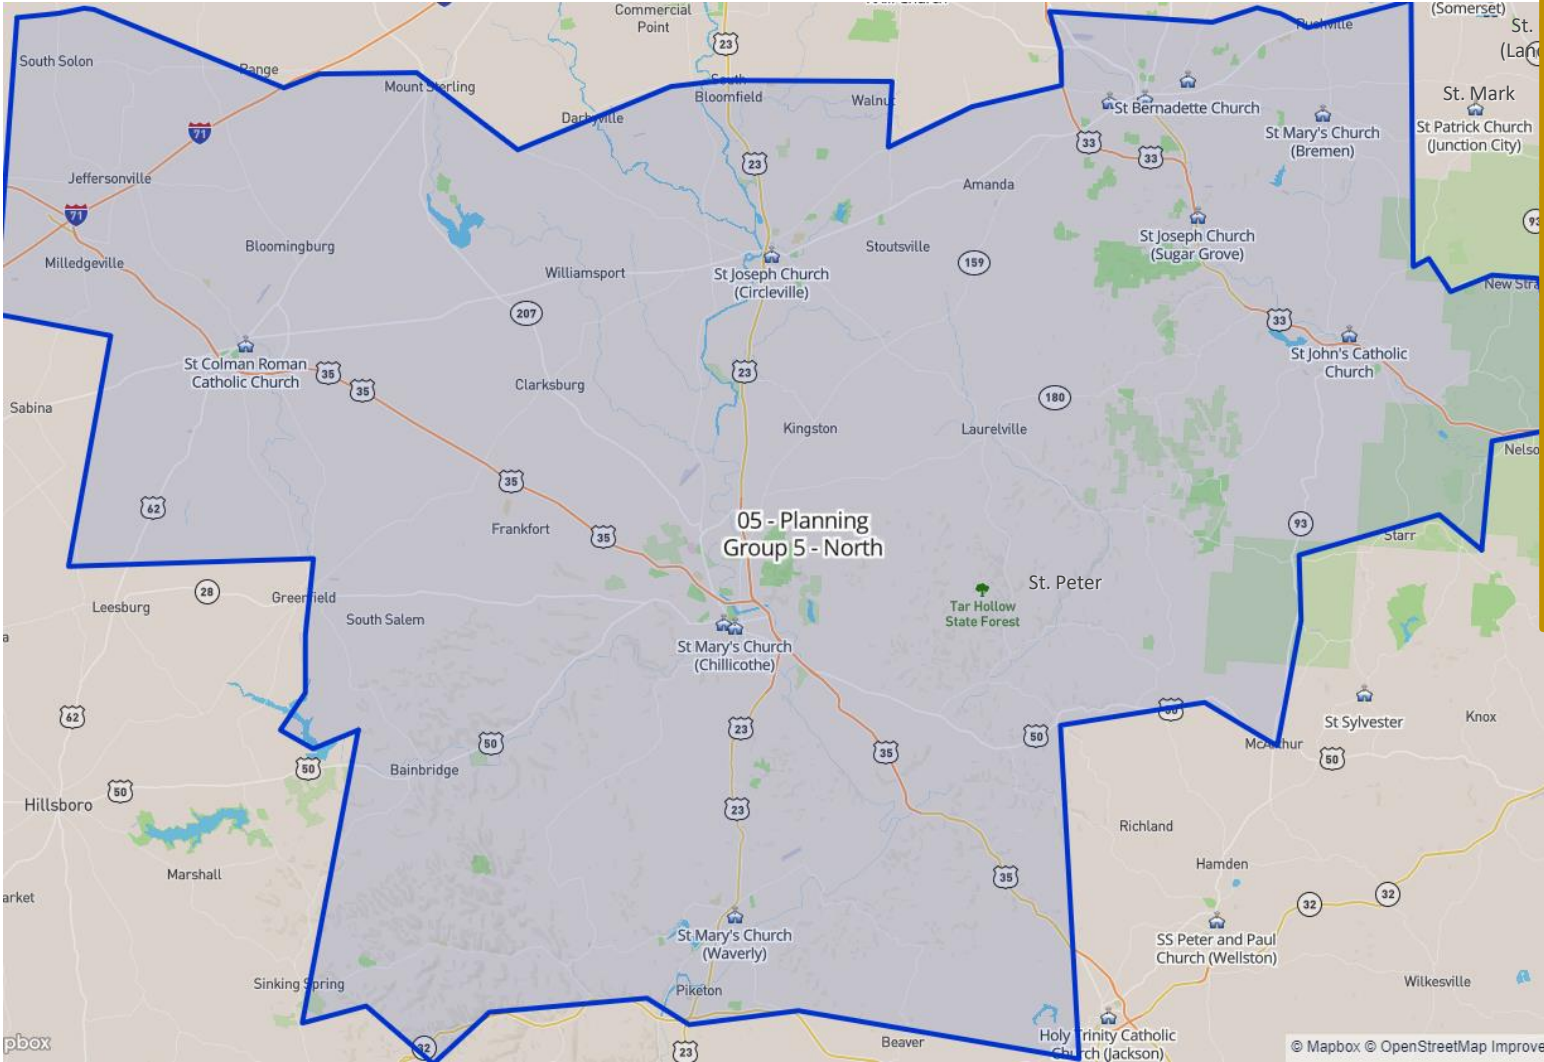 Commercial
Point
(Somerset)
St.
South Solon
Range
Mount Sterling
23
South
Bloomfield
Darbyville
Walnut
Rushville
St Bernadette Church
St Mary's Church
(Bremen)
St. Mark
St Patrick Church
(Junction City)
71
23
33
33
Jeffersonville
71
Amanda
93
Bloomingburg
Milledgeville
Williamsport
St Joseph Church
(Circleville)
Stoutsville
159
St Joseph Church
(Sugar Grove)
207
33
St Colman Roman
Catholic Church
35
35
23
St John's Catholic
Church
Sabina
Clarksburg
180
Kingston
Laurelville
35
62
Frankfort
35
05 - Planning
Group 5 - North
93
Starr
28
Leesburg
Greenfield
South Salem
Tar Hollow
State Forest
St. Peter
St Mary's Church
(Chillicothe)
62
50
23
35
50
50
St Sylvester
Knox
McArthur
50
50
Bainbridge
50
Hillsboro
23
Richland
Marshall
Hamden
35
32
32
St Mary's Church
(Waverly)
SS Peter and Paul
Church (Wellston)
Sinking Spring
Piketon
Wilkesville
32
23
Beaver
Holy Trinity Catholic
Church (Jackson)
pbox
© Mapbox © OpenStreetMap Improve